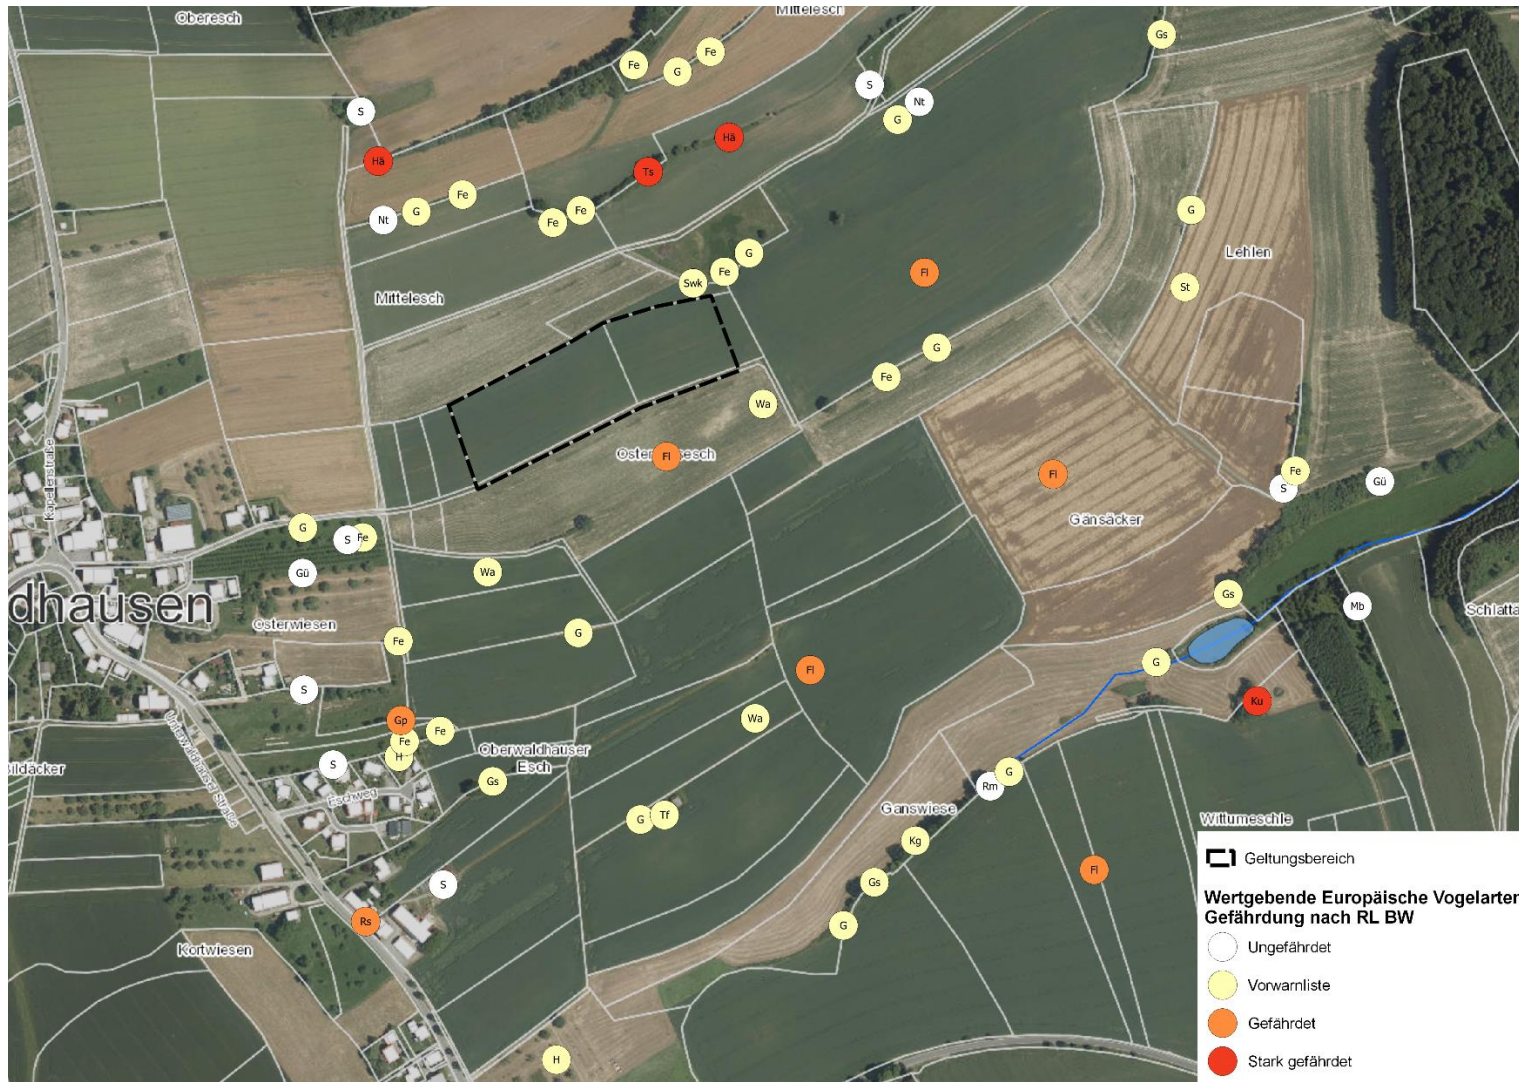 Oberesch
Mittelesch
Gs
Fe
G
Fe
S
S
Nt
G
Hä
Hä
Ts
Fe
Nt
G
Fe
Fe
G
G
Lehlen
Fl
Fe
Swk
St
Mittelesch
G
Fe
Wa
Fl
Fl
Fe
Gü
S
Gänsäcker
Kapellenstraße
G
S
Fe
Gü
Wa
dhausen
Gs
Mb
Schlatta
Osterwiesen
G
Fe
G
Fl
S
Ku
Gp
Wa
Fe
Fe
H
Oberwaldhauser
Esch
Bildäcker
S
Gs
G
Rm
Unterwaldhauser Straße
Eschweg
G
Tf
Ganswiese
Wittumeschle
Kg
Fl
S
Gs
Rs
G
Kortwiesen
H
Geltungsbereich
Wertgebende Europäische Vogelarten
Gefährdung nach RL BW
Ungefährdet
Vorwarnliste
Gefährdet
Stark gefährdet